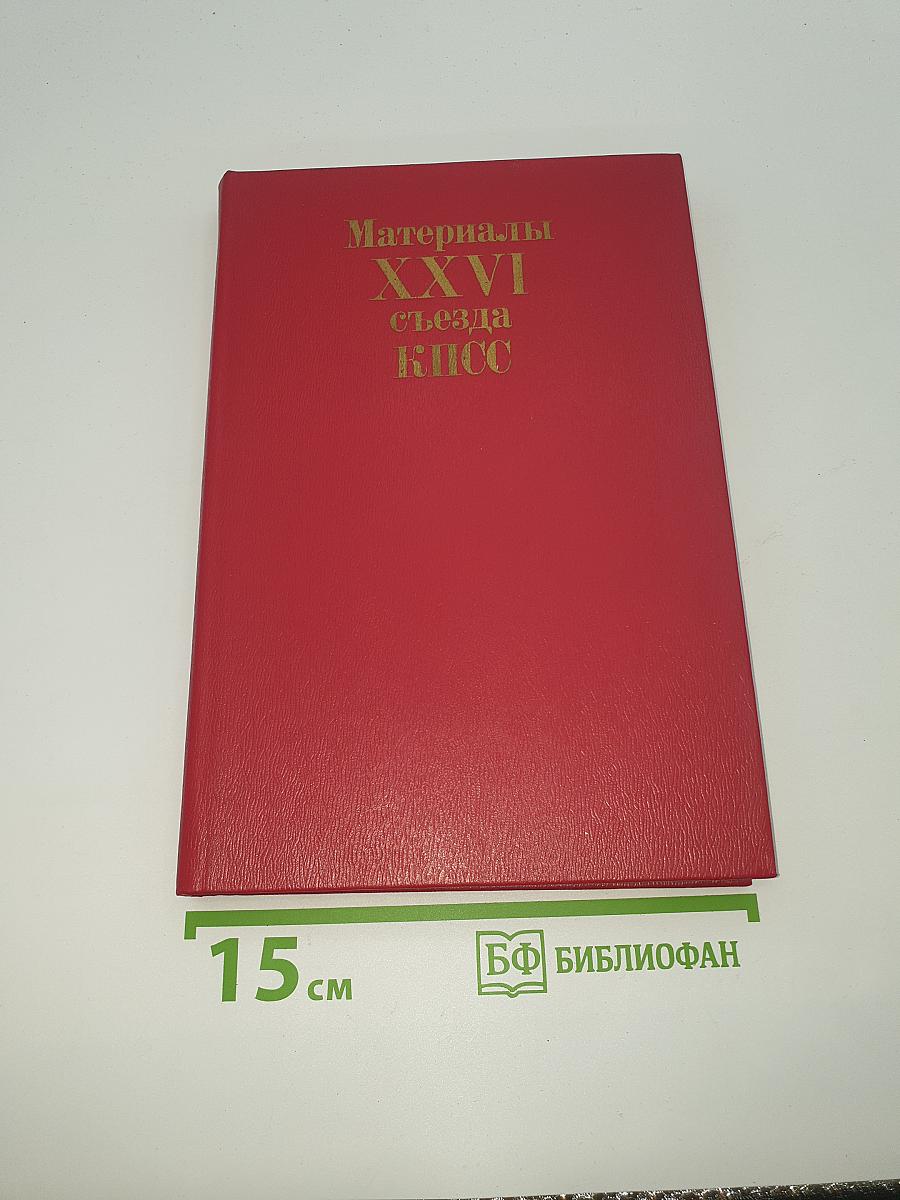 Материалы
XXVI
съезда
КПСС
15 см
БФ БИБЛИОФАН